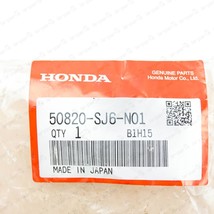 HONDA
GENUINE PARTS
Honda Motor Co., Ltd.
50820-SJ6-N01
QTY 1 B1H15
MADE IN JAPAN